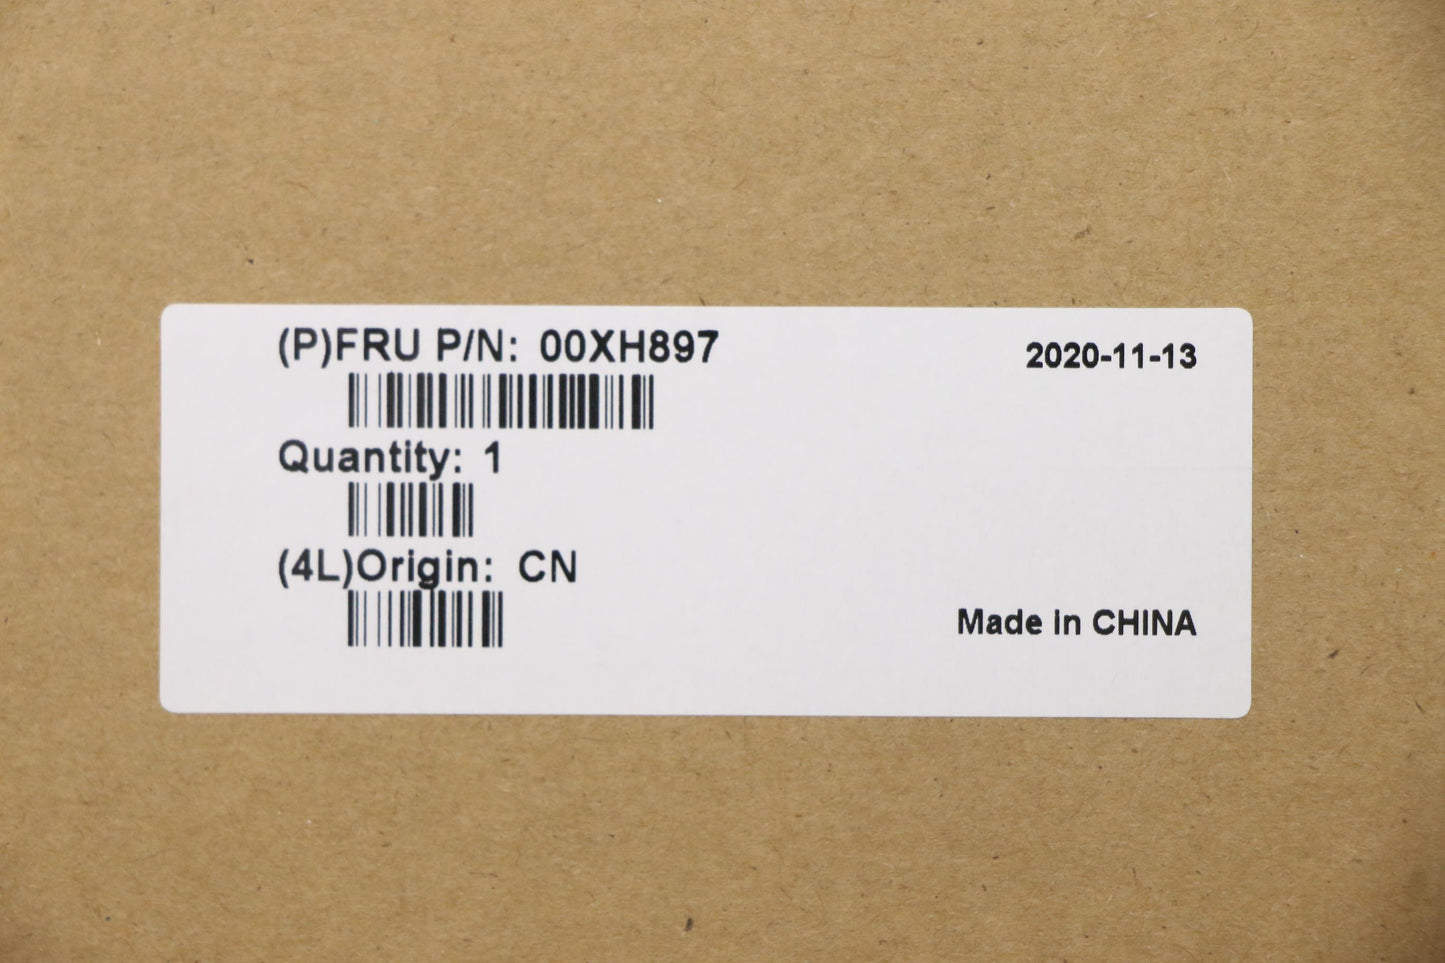 (P)FRU P/N: 00XH897
2020-11-13
Quantity: 1
(4L)Origin: CN
Made in CHINA